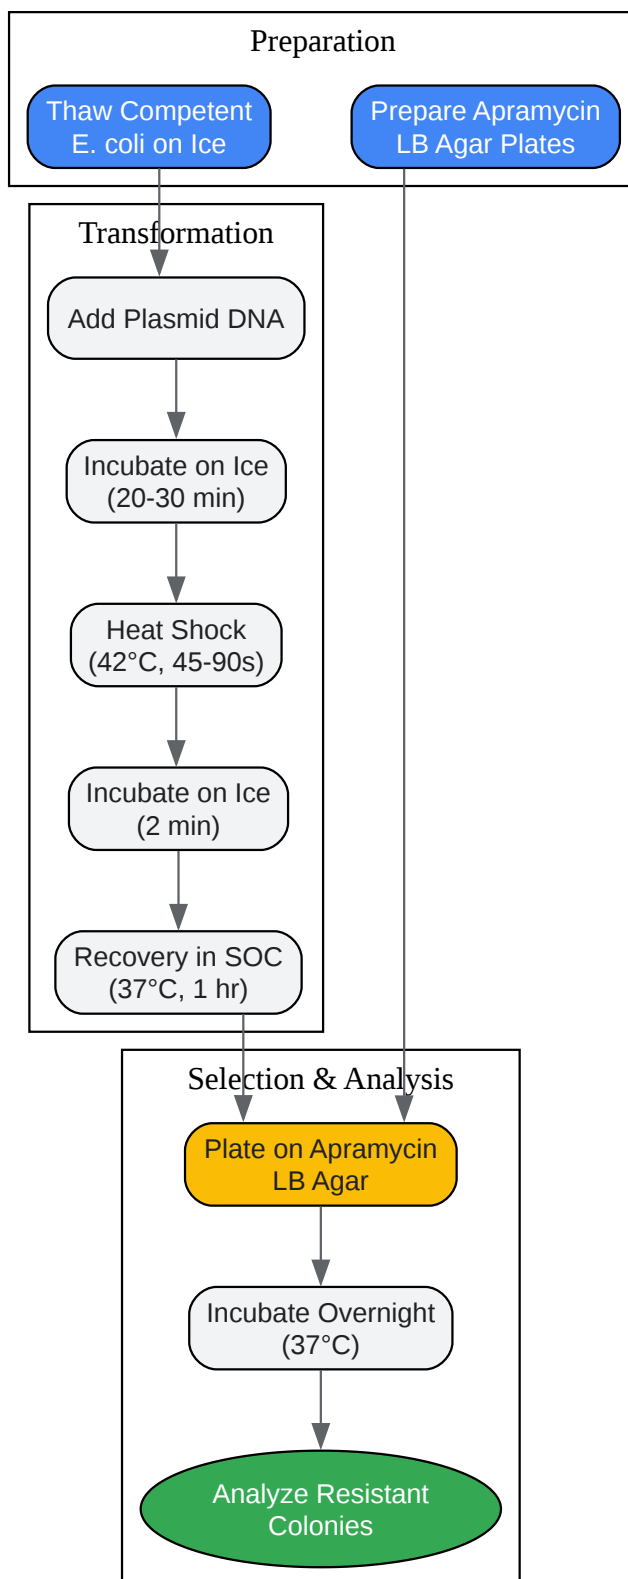 Preparation
Thaw Competent
E. coli on Ice
Prepare Apramycin
LB Agar Plates
Transformation
Add Plasmid DNA
Incubate on Ice
(20-30 min)
Heat Shock
(42°C, 45-90s)
Incubate on Ice
(2 min)
Recovery in SOC
(37°C, 1 hr)
Selection & Analysis
Plate on Apramycin
LB Agar
Incubate Overnight
(37°C)
Analyze Resistant
Colonies